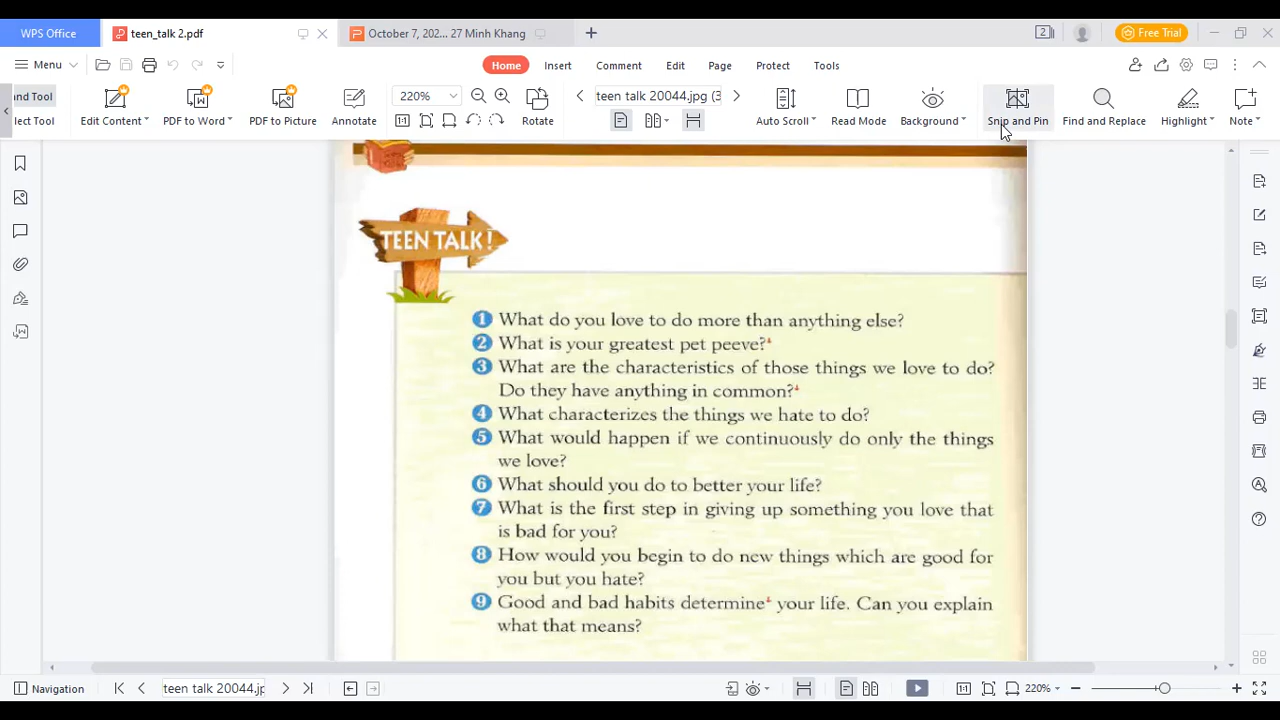 WPS Office
teen_talk 2.pdf
October 7, 202... 27 Minh Khang
2
Free Trial
Menu
Home
Insert
Comment
Edit
Page
Protect
Tools
and Tool
lect Tool
Edit Content
PDF to Word
PDF to Picture
Annotate
220%
Rotate
teen talk 20044.jpg (3
Auto Scroll
Read Mode
Background
Snip and Pin
Find and Replace
Highlight
Note
TEEN TALK!
1 What do you love to do more than anything else?
2 What is your greatest pet peeve?
3 What are the characteristics of those things we love to do?
Do they have anything in common?
4 What characterizes the things we hate to do?
5 What would happen if we continuously do only the things
we love?
6 What should you do to better your life?
7 What is the first step in giving up something you love that
is bad for you?
8 How would you begin to do new things which are good for
you but you hate?
9 Good and bad habits determine your life. Can you explain
what that means?
Navigation
teen talk 20044.jp
220%